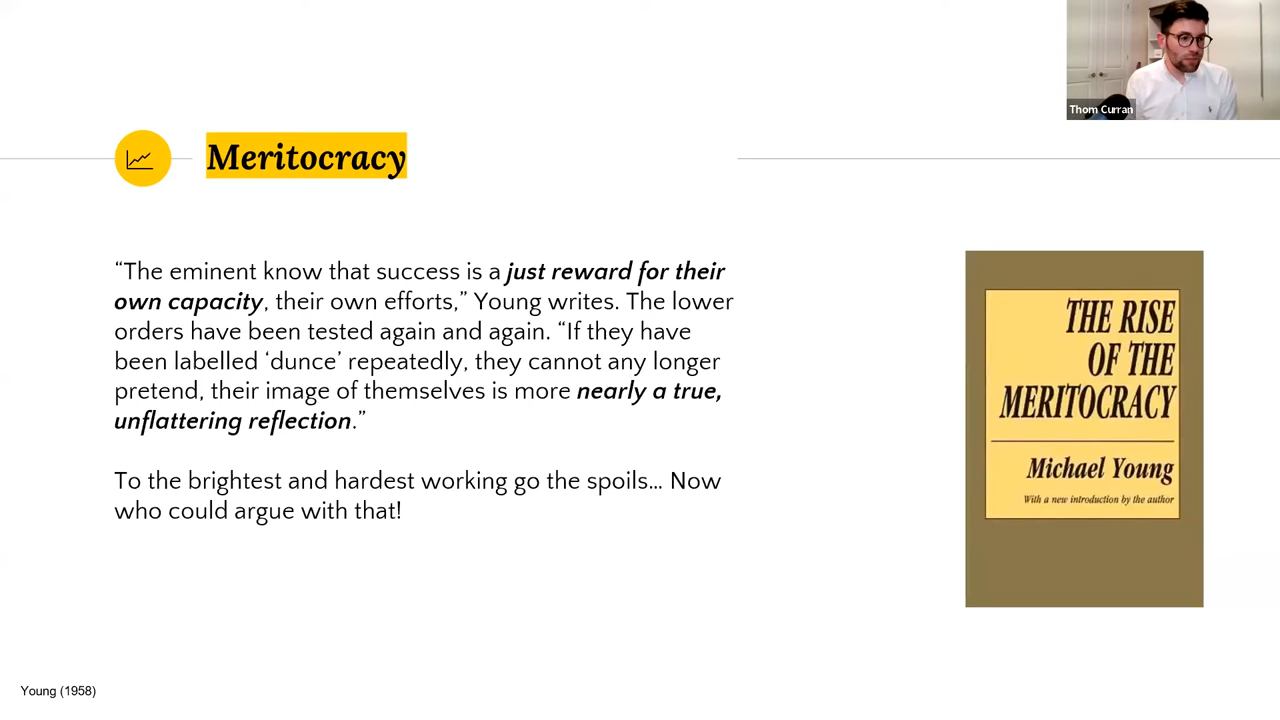 Thom Curran
Meritocracy
“The eminent know that success is a just reward for their
own capacity, their own efforts,” Young writes. The lower
orders have been tested again and again. “If they have
been labelled ‘dunce’ repeatedly, they cannot any longer
pretend, their image of themselves is more nearly a true,
unflattering reflection.”
To the brightest and hardest working go the spoils... Now
who could argue with that!
THE RISE
OF THE
MERITOCRACY
Michael Young
With a new introduction by the author
Young (1958)